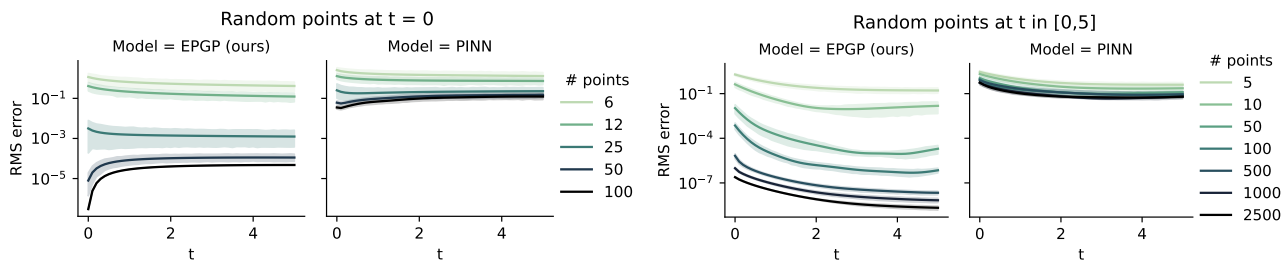 Random points at t = 0
Model = EPGP (ours)
Model = PINN
RMS error
10⁻¹
10⁻³
10⁻⁵
0
2
4
t
0
2
4
t
# points
6
12
25
50
100
Random points at t in [0,5]
Model = EPGP (ours)
Model = PINN
RMS error
10⁻¹
10⁻⁴
10⁻⁷
0
2
4
t
0
2
4
t
# points
5
10
50
100
500
1000
2500